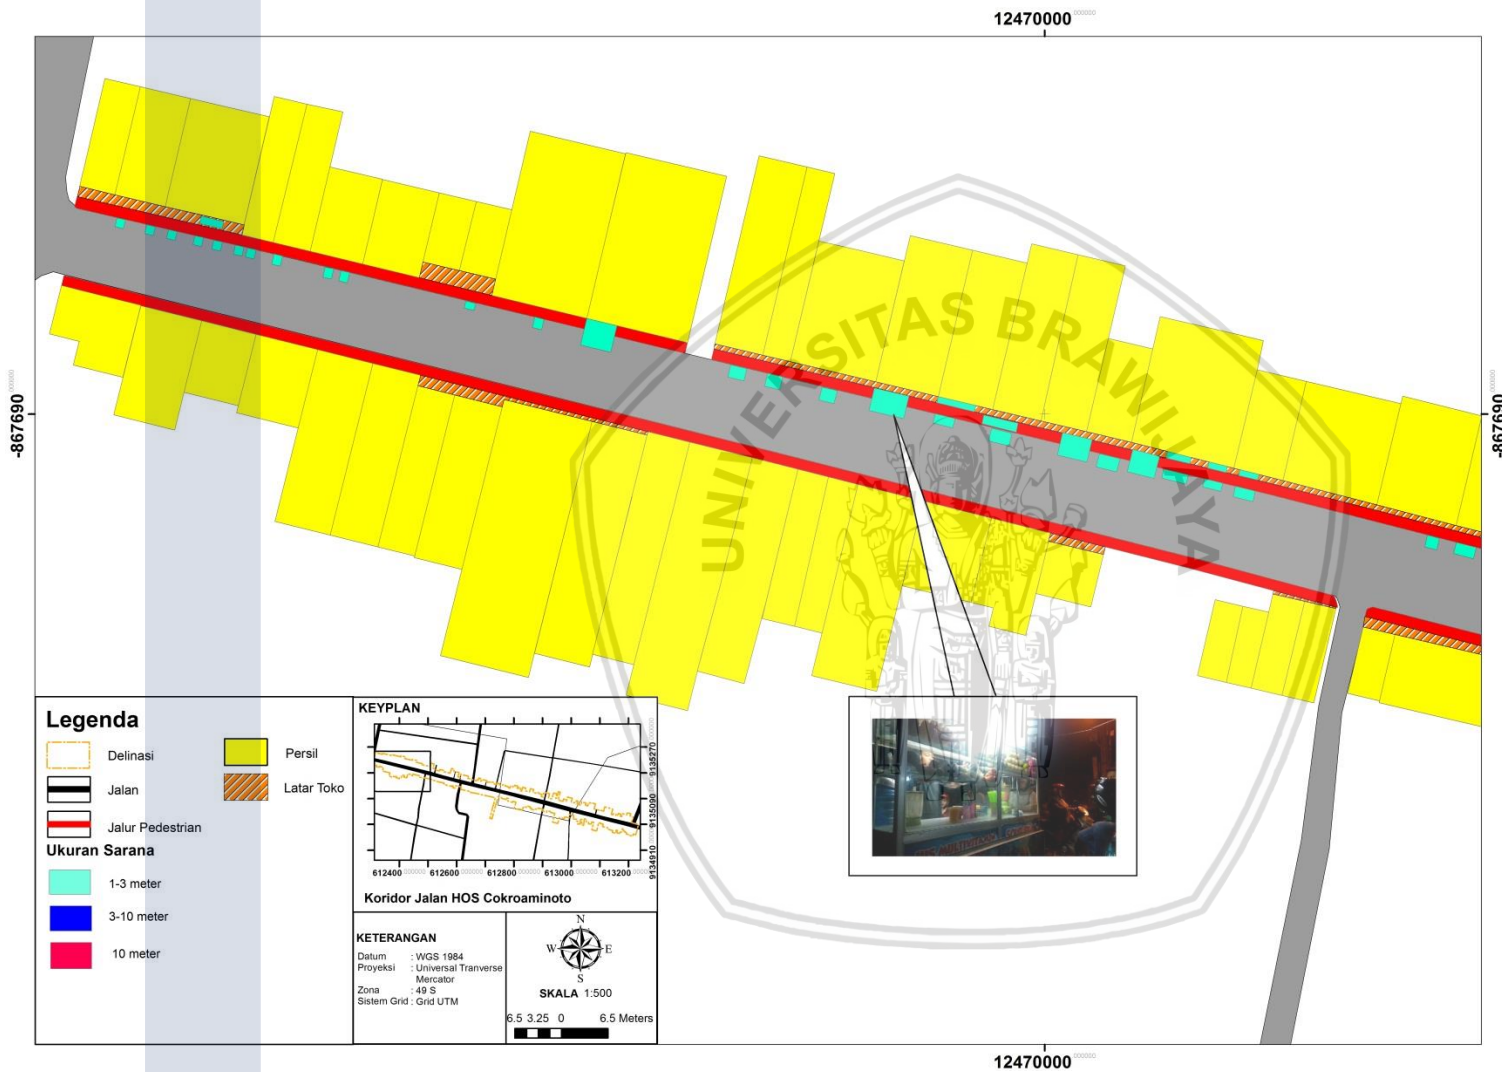 12470000
-867690
-867690
UNIVERSITAS BRAWIJAYA
Legenda
Delinasi
Jalan
Jalur Pedestrian
Persil
Latar Toko
Ukuran Sarana
1-3 meter
3-10 meter
10 meter
KEYPLAN
9135270
9135090
9134910
612400 612600 612800 613000 613200
Koridor Jalan HOS Cokroaminoto
KETERANGAN
Datum : WGS 1984
Proyeksi : Universal Tranverse
Mercator
Zona : 49 S
Sistem Grid : Grid UTM
N
W E
S
SKALA 1:500
6.5 3.25 0 6.5 Meters
12470000